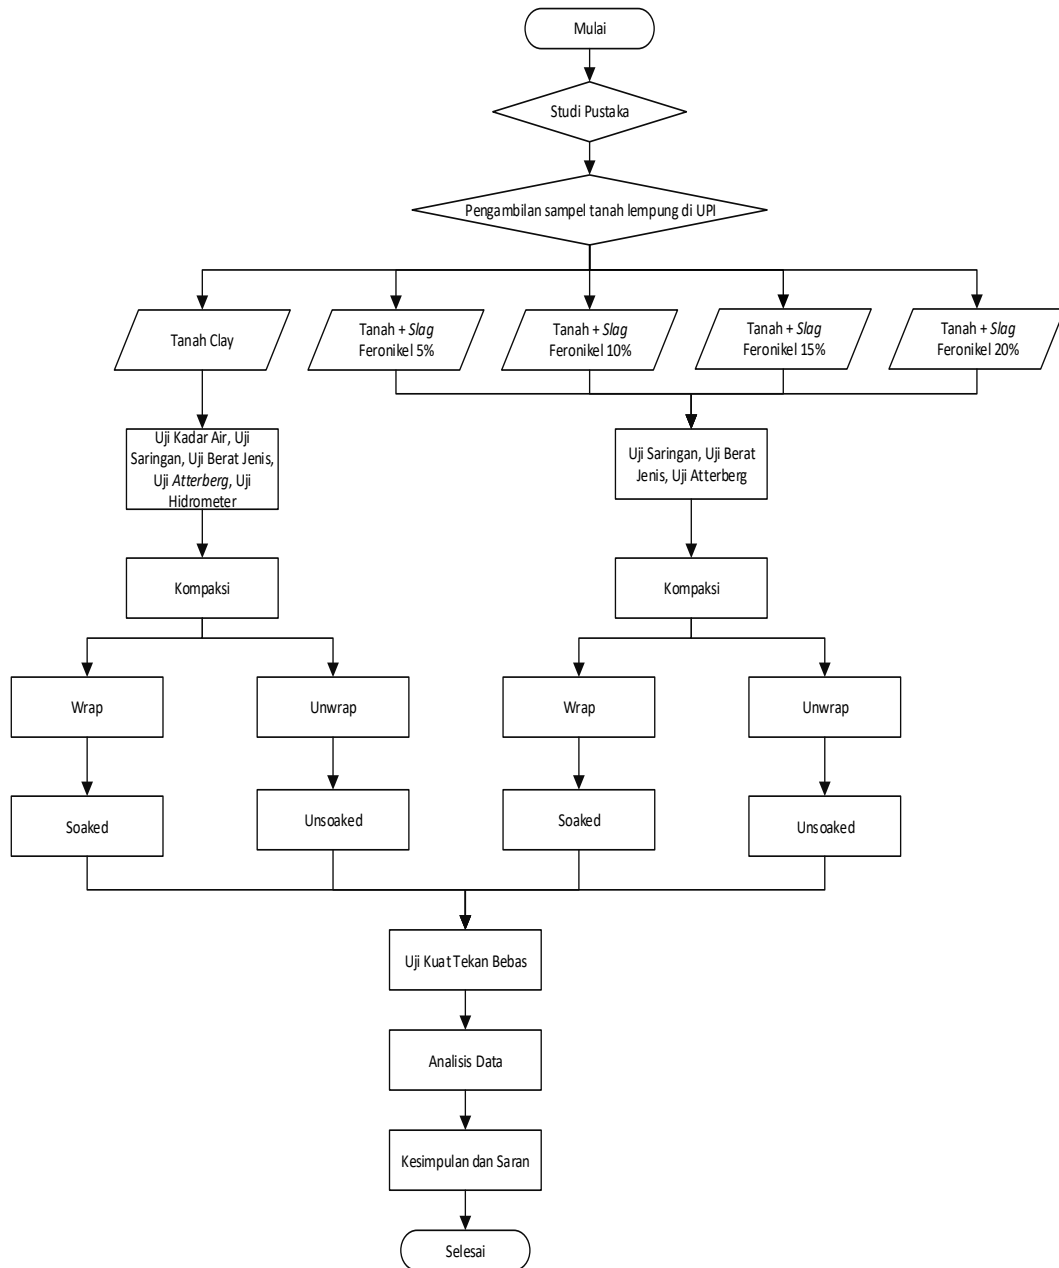 Mulai
Studi Pustaka
Pengambilan sampel tanah lempung di UPI
Tanah Clay
Tanah + Slag
Feronikel 5%
Tanah + Slag
Feronikel 10%
Tanah + Slag
Feronikel 15%
Tanah + Slag
Feronikel 20%
Uji Kadar Air, Uji
Saringan, Uji Berat Jenis,
Uji Atterberg, Uji
Hidrometer
Uji Saringan, Uji Berat
Jenis, Uji Atterberg
Kompaksi
Kompaksi
Wrap
Unwrap
Wrap
Unwrap
Soaked
Unsoaked
Soaked
Unsoaked
Uji Kuat Tekan Bebas
Analisis Data
Kesimpulan dan Saran
Selesai